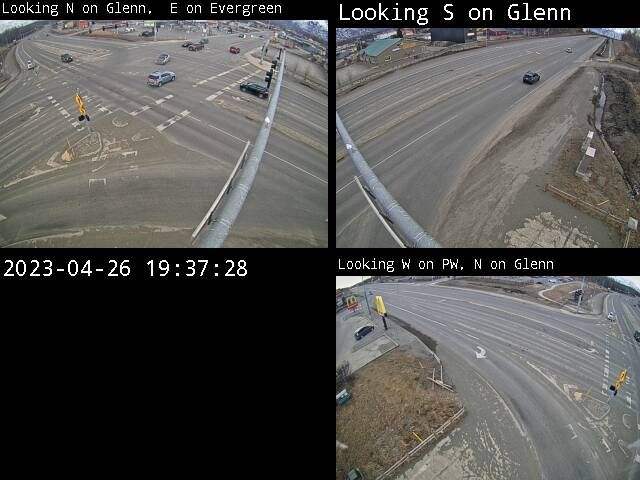 Looking N on Glenn,  E on Evergreen
Looking S on Glenn
2023-04-26 19:37:28
Looking W on PW, N on Glenn